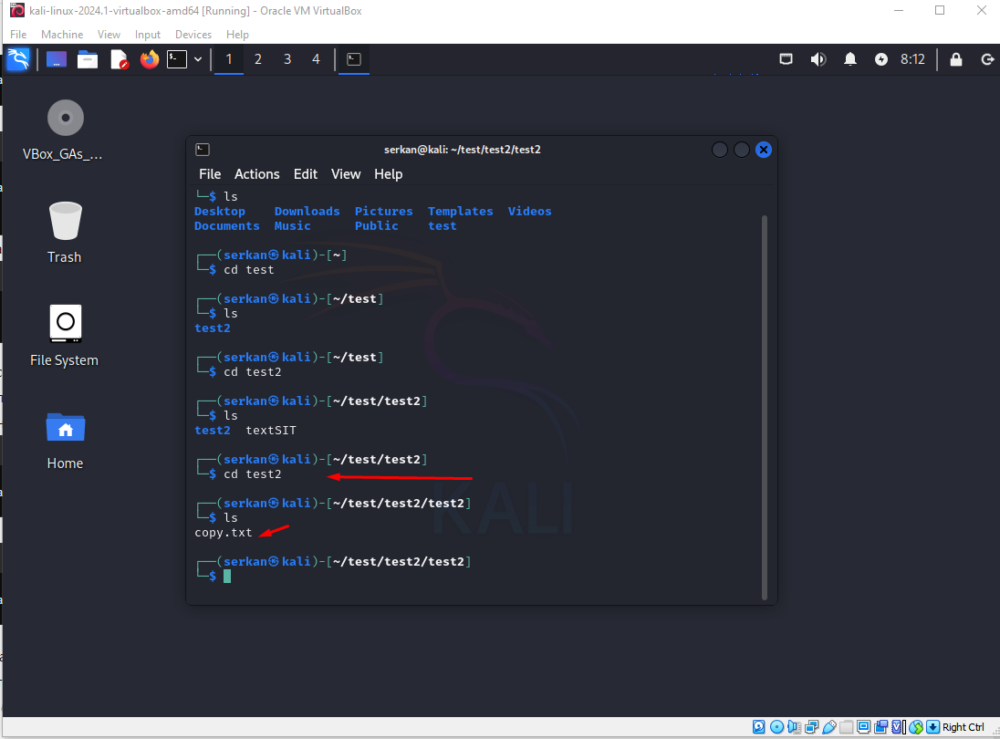 kali-linux-2024.1-virtualbox-amd64 [Running] - Oracle VM VirtualBox
File Machine View Input Devices Help
1 2 3 4 8:12
VBox_GAs_...
Trash
File System
Home
serkan@kali: ~/test/test2/test2
File Actions Edit View Help
└─$ ls
Desktop Downloads Pictures Templates Videos
Documents Music Public test
┌──(serkan㉿kali)-[~]
└─$ cd test
┌──(serkan㉿kali)-[~/test]
└─$ ls
test2
┌──(serkan㉿kali)-[~/test]
└─$ cd test2
┌──(serkan㉿kali)-[~/test/test2]
└─$ ls
test2 textSIT
┌──(serkan㉿kali)-[~/test/test2]
└─$ cd test2
┌──(serkan㉿kali)-[~/test/test2/test2]
└─$ ls
copy.txt
┌──(serkan㉿kali)-[~/test/test2/test2]
└─$
KALI
Right Ctrl